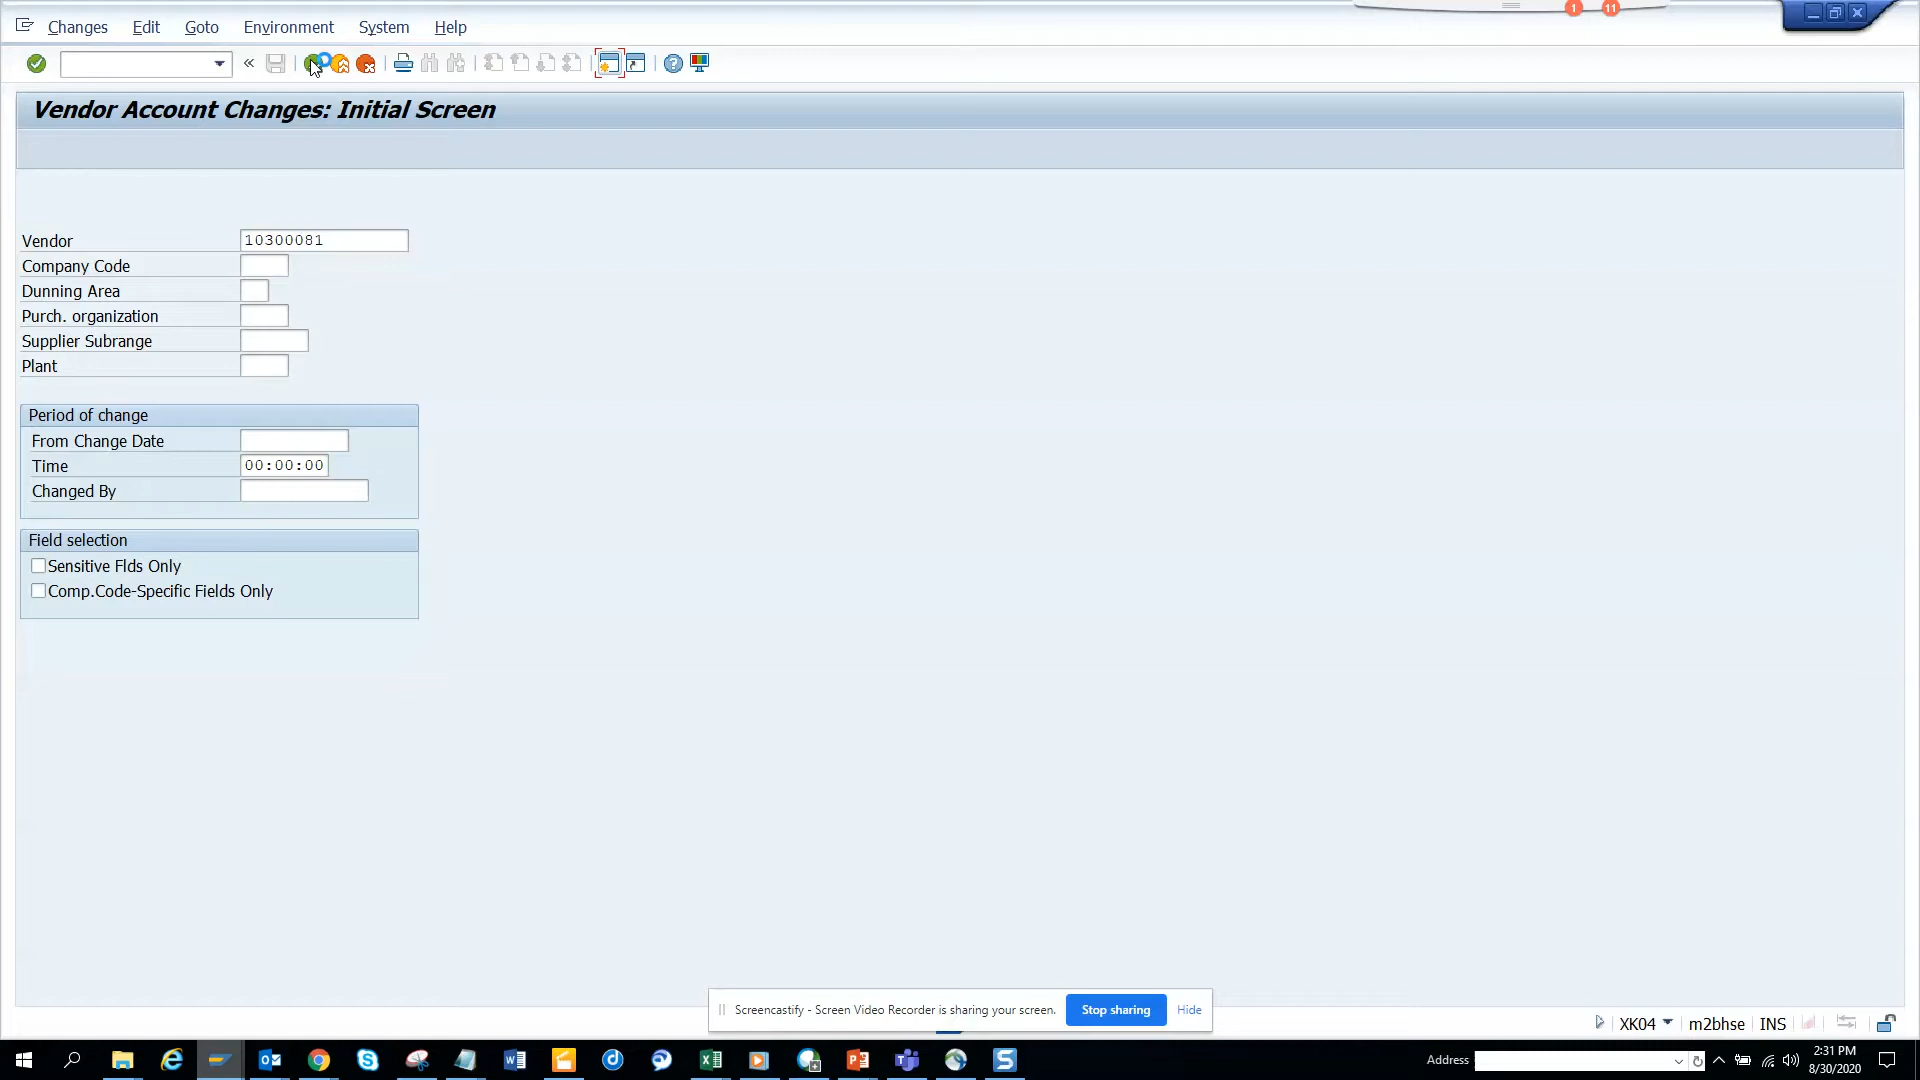 Changes Edit Goto Environment System Help
1 11
Vendor Account Changes: Initial Screen
Vendor 10300081
Company Code
Dunning Area
Purch. organization
Supplier Subrange
Plant
Period of change
From Change Date
Time 00:00:00
Changed By
Field selection
Sensitive Flds Only
Comp.Code-Specific Fields Only
Screencastify - Screen Video Recorder is sharing your screen. Stop sharing Hide
XK04 m2bhse INS
Address 2:31 PM
8/30/2020